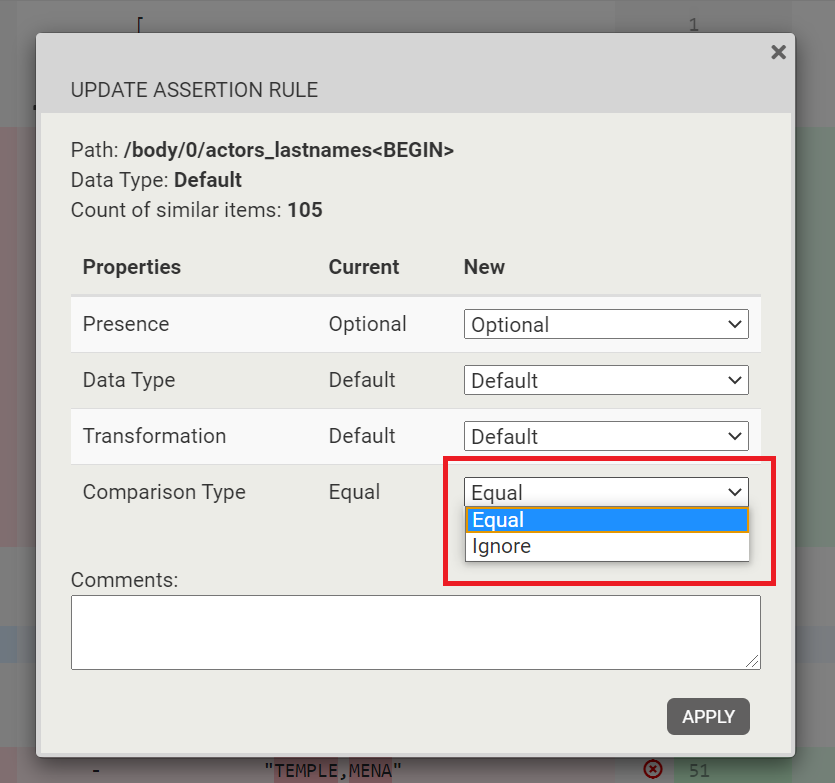 [ 1
UPDATE ASSERTION RULE
Path: /body/0/actors_lastnames<BEGIN>
Data Type: Default
Count of similar items: 105
Properties Current New
Presence Optional Optional
Data Type Default Default
Transformation Default Default
Comparison Type Equal Equal
Equal
Ignore
Comments:
APPLY
- "TEMPLE,MENA" 51